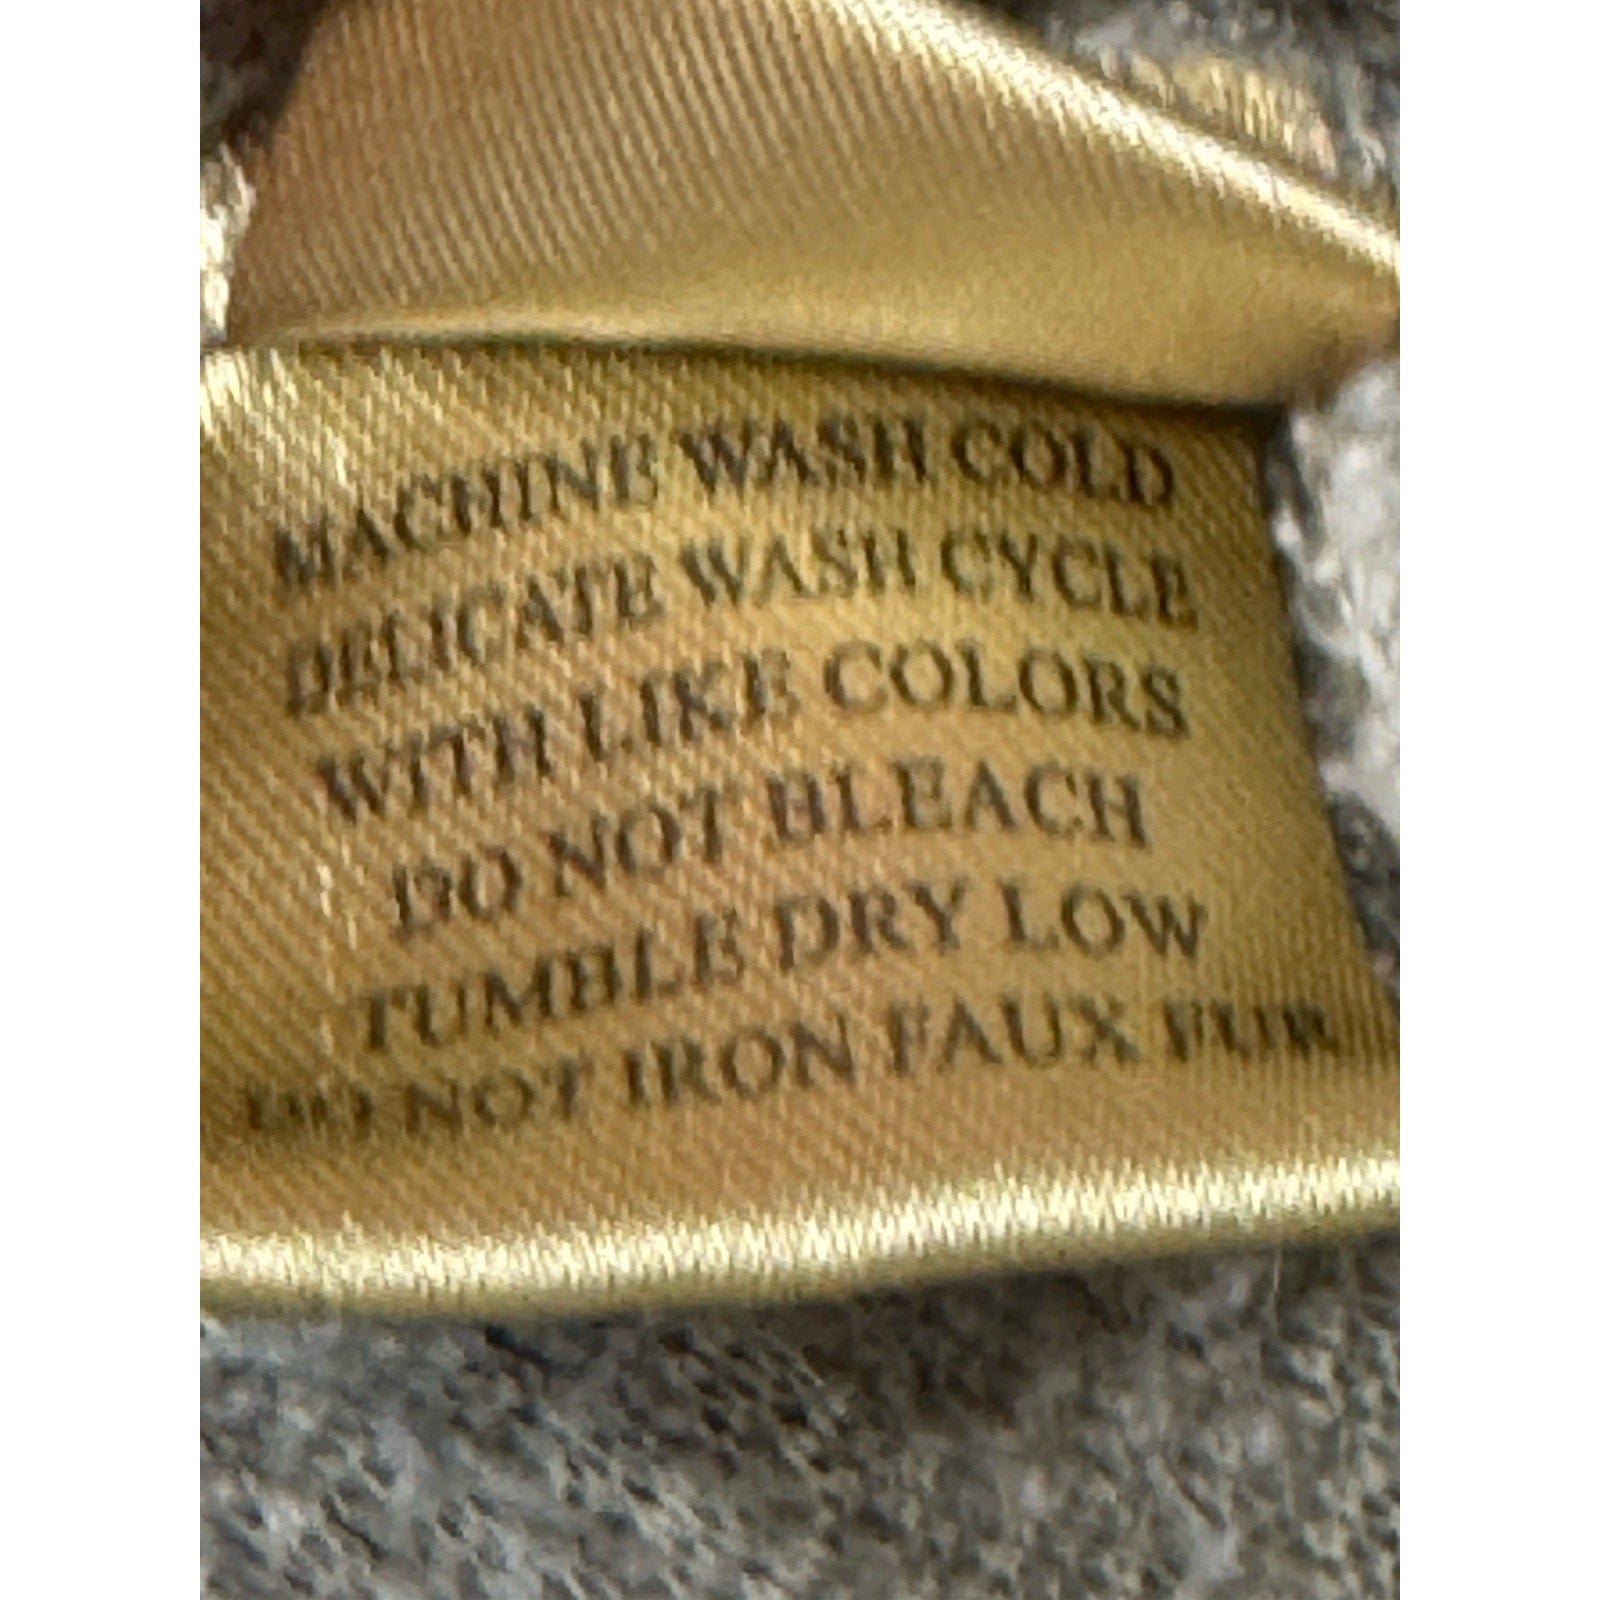 MACHINE WASH COLD
DELICATE WASH CYCLE
WITH LIKE COLORS
DO NOT BLEACH
TUMBLE DRY LOW
DO NOT IRON FAUX FUR